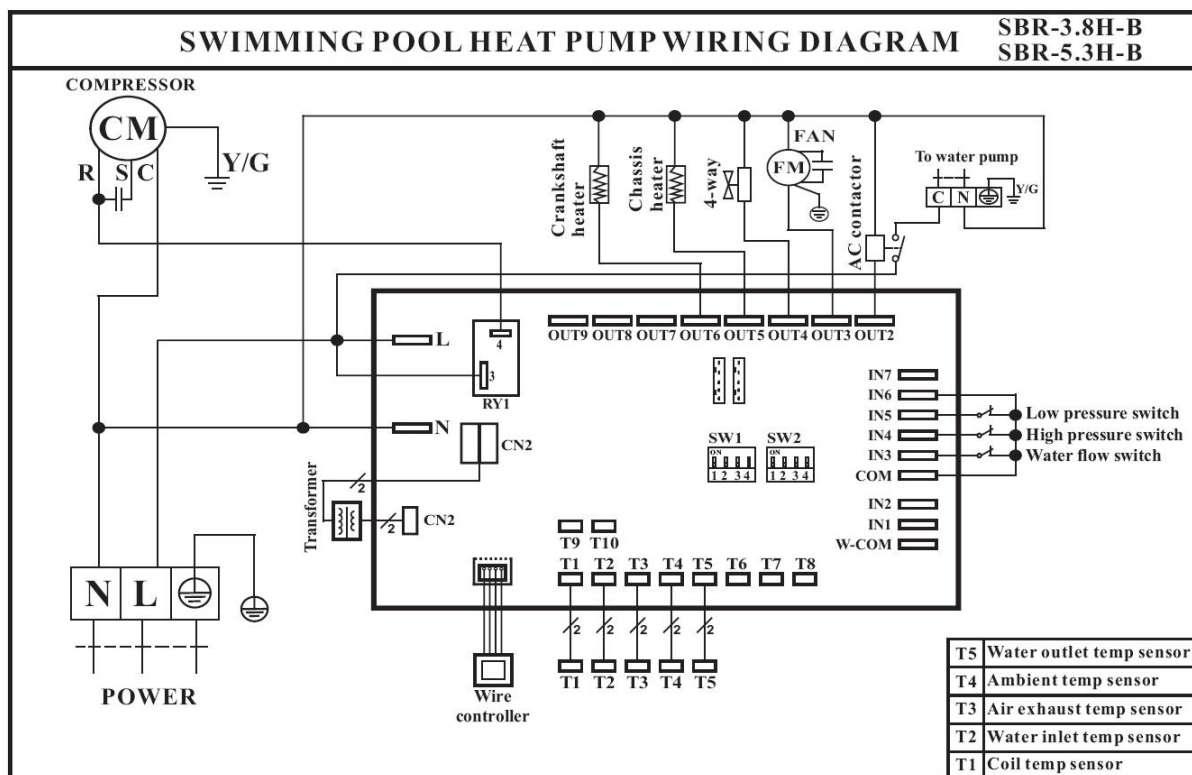 SWIMMING POOL HEAT PUMP WIRING DIAGRAM
SBR-3.8H-B
SBR-5.3H-B
COMPRESSOR
CM
R S C
Y/G
Crankshaft
heater
Chassis
heater
4-way
FAN
FM
AC contactor
To water pump
C N
Y/G
L
4
3
RY1
N
CN2
CN2
Transformer
OUT9 OUT8 OUT7 OUT6 OUT5 OUT4 OUT3 OUT2
IN7
IN6
IN5
IN4
IN3
COM
IN2
IN1
W-COM
Low pressure switch
High pressure switch
Water flow switch
SW1 SW2
ON ON
1 2 3 4 1 2 3 4
2
2
T9 T10
T1 T2 T3 T4 T5 T6 T7 T8
2 2 2 2 2
T1 T2 T3 T4 T5
Wire
controller
N L
POWER
T5 Water outlet temp sensor
T4 Ambient temp sensor
T3 Air exhaust temp sensor
T2 Water inlet temp sensor
T1 Coil temp sensor